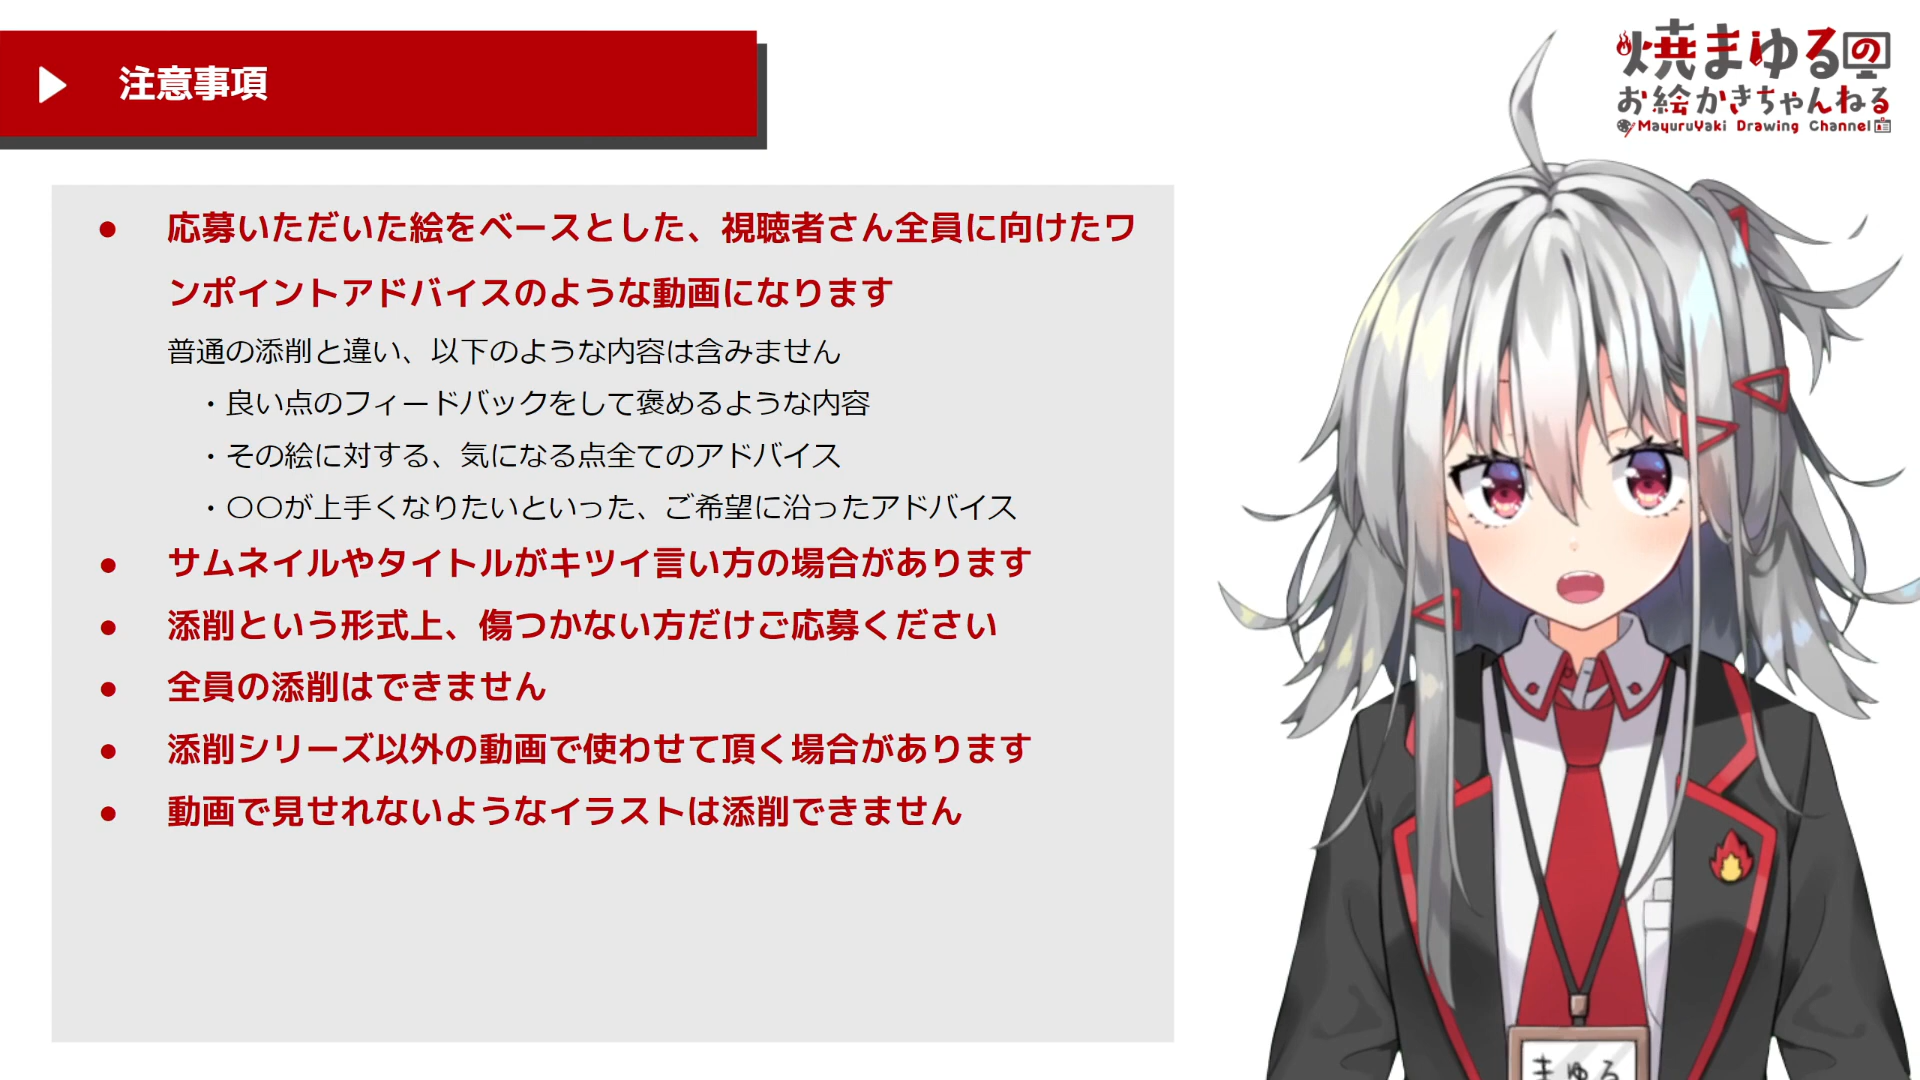 注意事項
焼まゆるの
お絵かきちゃんねる
MayuruYaki Drawing Channel
● 応募いただいた絵をベースとした、視聴者さん全員に向けたワ
ンポイントアドバイスのような動画になります
普通の添削と違い、以下のような内容は含みません
・良い点のフィードバックをして褒めるような内容
・その絵に対する、気になる点全てのアドバイス
・〇〇が上手くなりたいといった、ご希望に沿ったアドバイス
● サムネイルやタイトルがキツイ言い方の場合があります
● 添削という形式上、傷つかない方だけご応募ください
● 全員の添削はできません
● 添削シリーズ以外の動画で使わせて頂く場合があります
● 動画で見せれないようなイラストは添削できません
まゆる